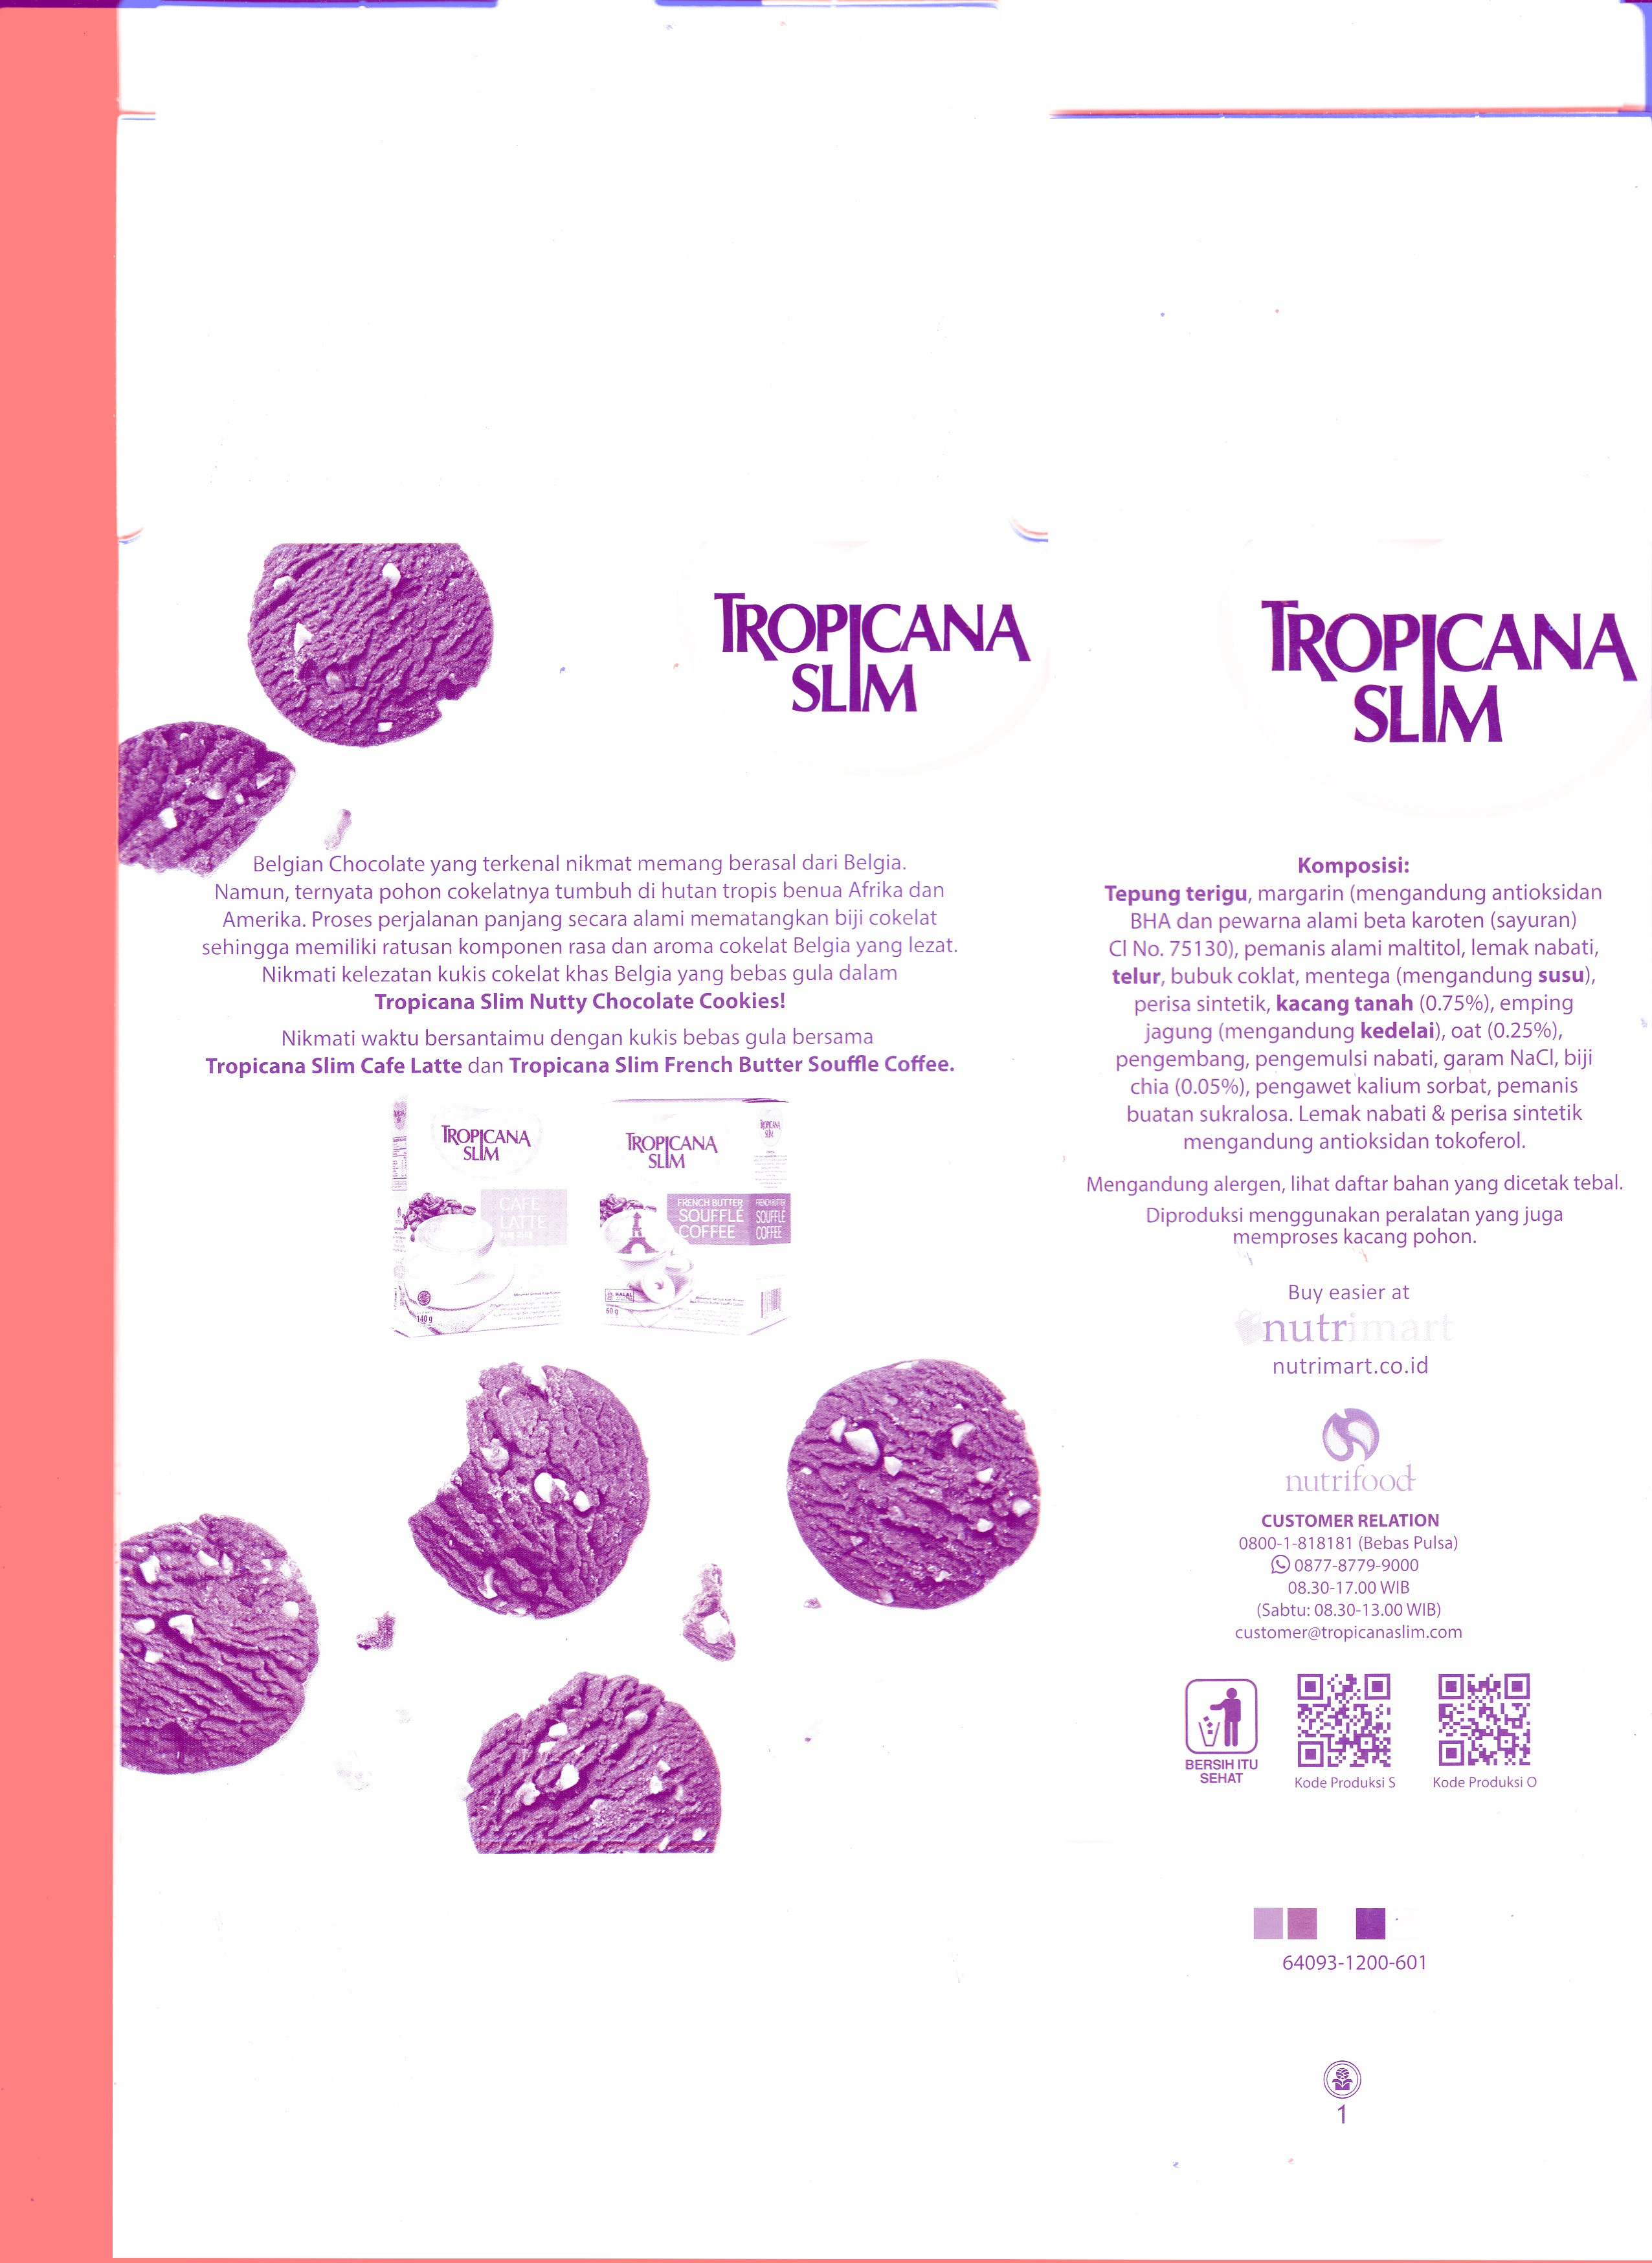 TROPICANA
SLIM
Belgian Chocolate yang terkenal nikmat memang berasal dari Belgia.
Namun, ternyata pohon cokelatnya tumbuh di hutan tropis benua Afrika dan
Amerika. Proses perjalanan panjang secara alami mematangkan biji cokelat
sehingga memiliki ratusan komponen rasa dan aroma cokelat Belgia yang lezat.
Nikmati kelezatan kukis cokelat khas Belgia yang bebas gula dalam
Tropicana Slim Nutty Chocolate Cookies!
Nikmati waktu bersantaimu dengan kukis bebas gula bersama
Tropicana Slim Cafe Latte dan Tropicana Slim French Butter Souffle Coffee.
TROPICANA
SLIM
CAFE
LATTE
140 g
TROPICANA
SLIM
FRENCH BUTTER
SOUFFLÉ
COFFEE
HALAL
60 g
TROPICANA
SLIM
FRENCH BUTTER
SOUFFLÉ
COFFEE
TROPICANA
SLIM
Komposisi:
Tepung terigu, margarin (mengandung antioksidan
BHA dan pewarna alami beta karoten (sayuran)
CI No. 75130), pemanis alami maltitol, lemak nabati,
telur, bubuk coklat, mentega (mengandung susu),
perisa sintetik, kacang tanah (0.75%), emping
jagung (mengandung kedelai), oat (0.25%),
pengembang, pengemulsi nabati, garam NaCl, biji
chia (0.05%), pengawet kalium sorbat, pemanis
buatan sukralosa. Lemak nabati & perisa sintetik
mengandung antioksidan tokoferol.
Mengandung alergen, lihat daftar bahan yang dicetak tebal.
Diproduksi menggunakan peralatan yang juga
memproses kacang pohon.
Buy easier at
nutrimart
nutrimart.co.id
nutrifood
CUSTOMER RELATION
0800-1-818181 (Bebas Pulsa)
0877-8779-9000
08.30-17.00 WIB
(Sabtu: 08.30-13.00 WIB)
customer@tropicanaslim.com
BERSIH ITU
SEHAT
Kode Produksi S
Kode Produksi O
64093-1200-601
1